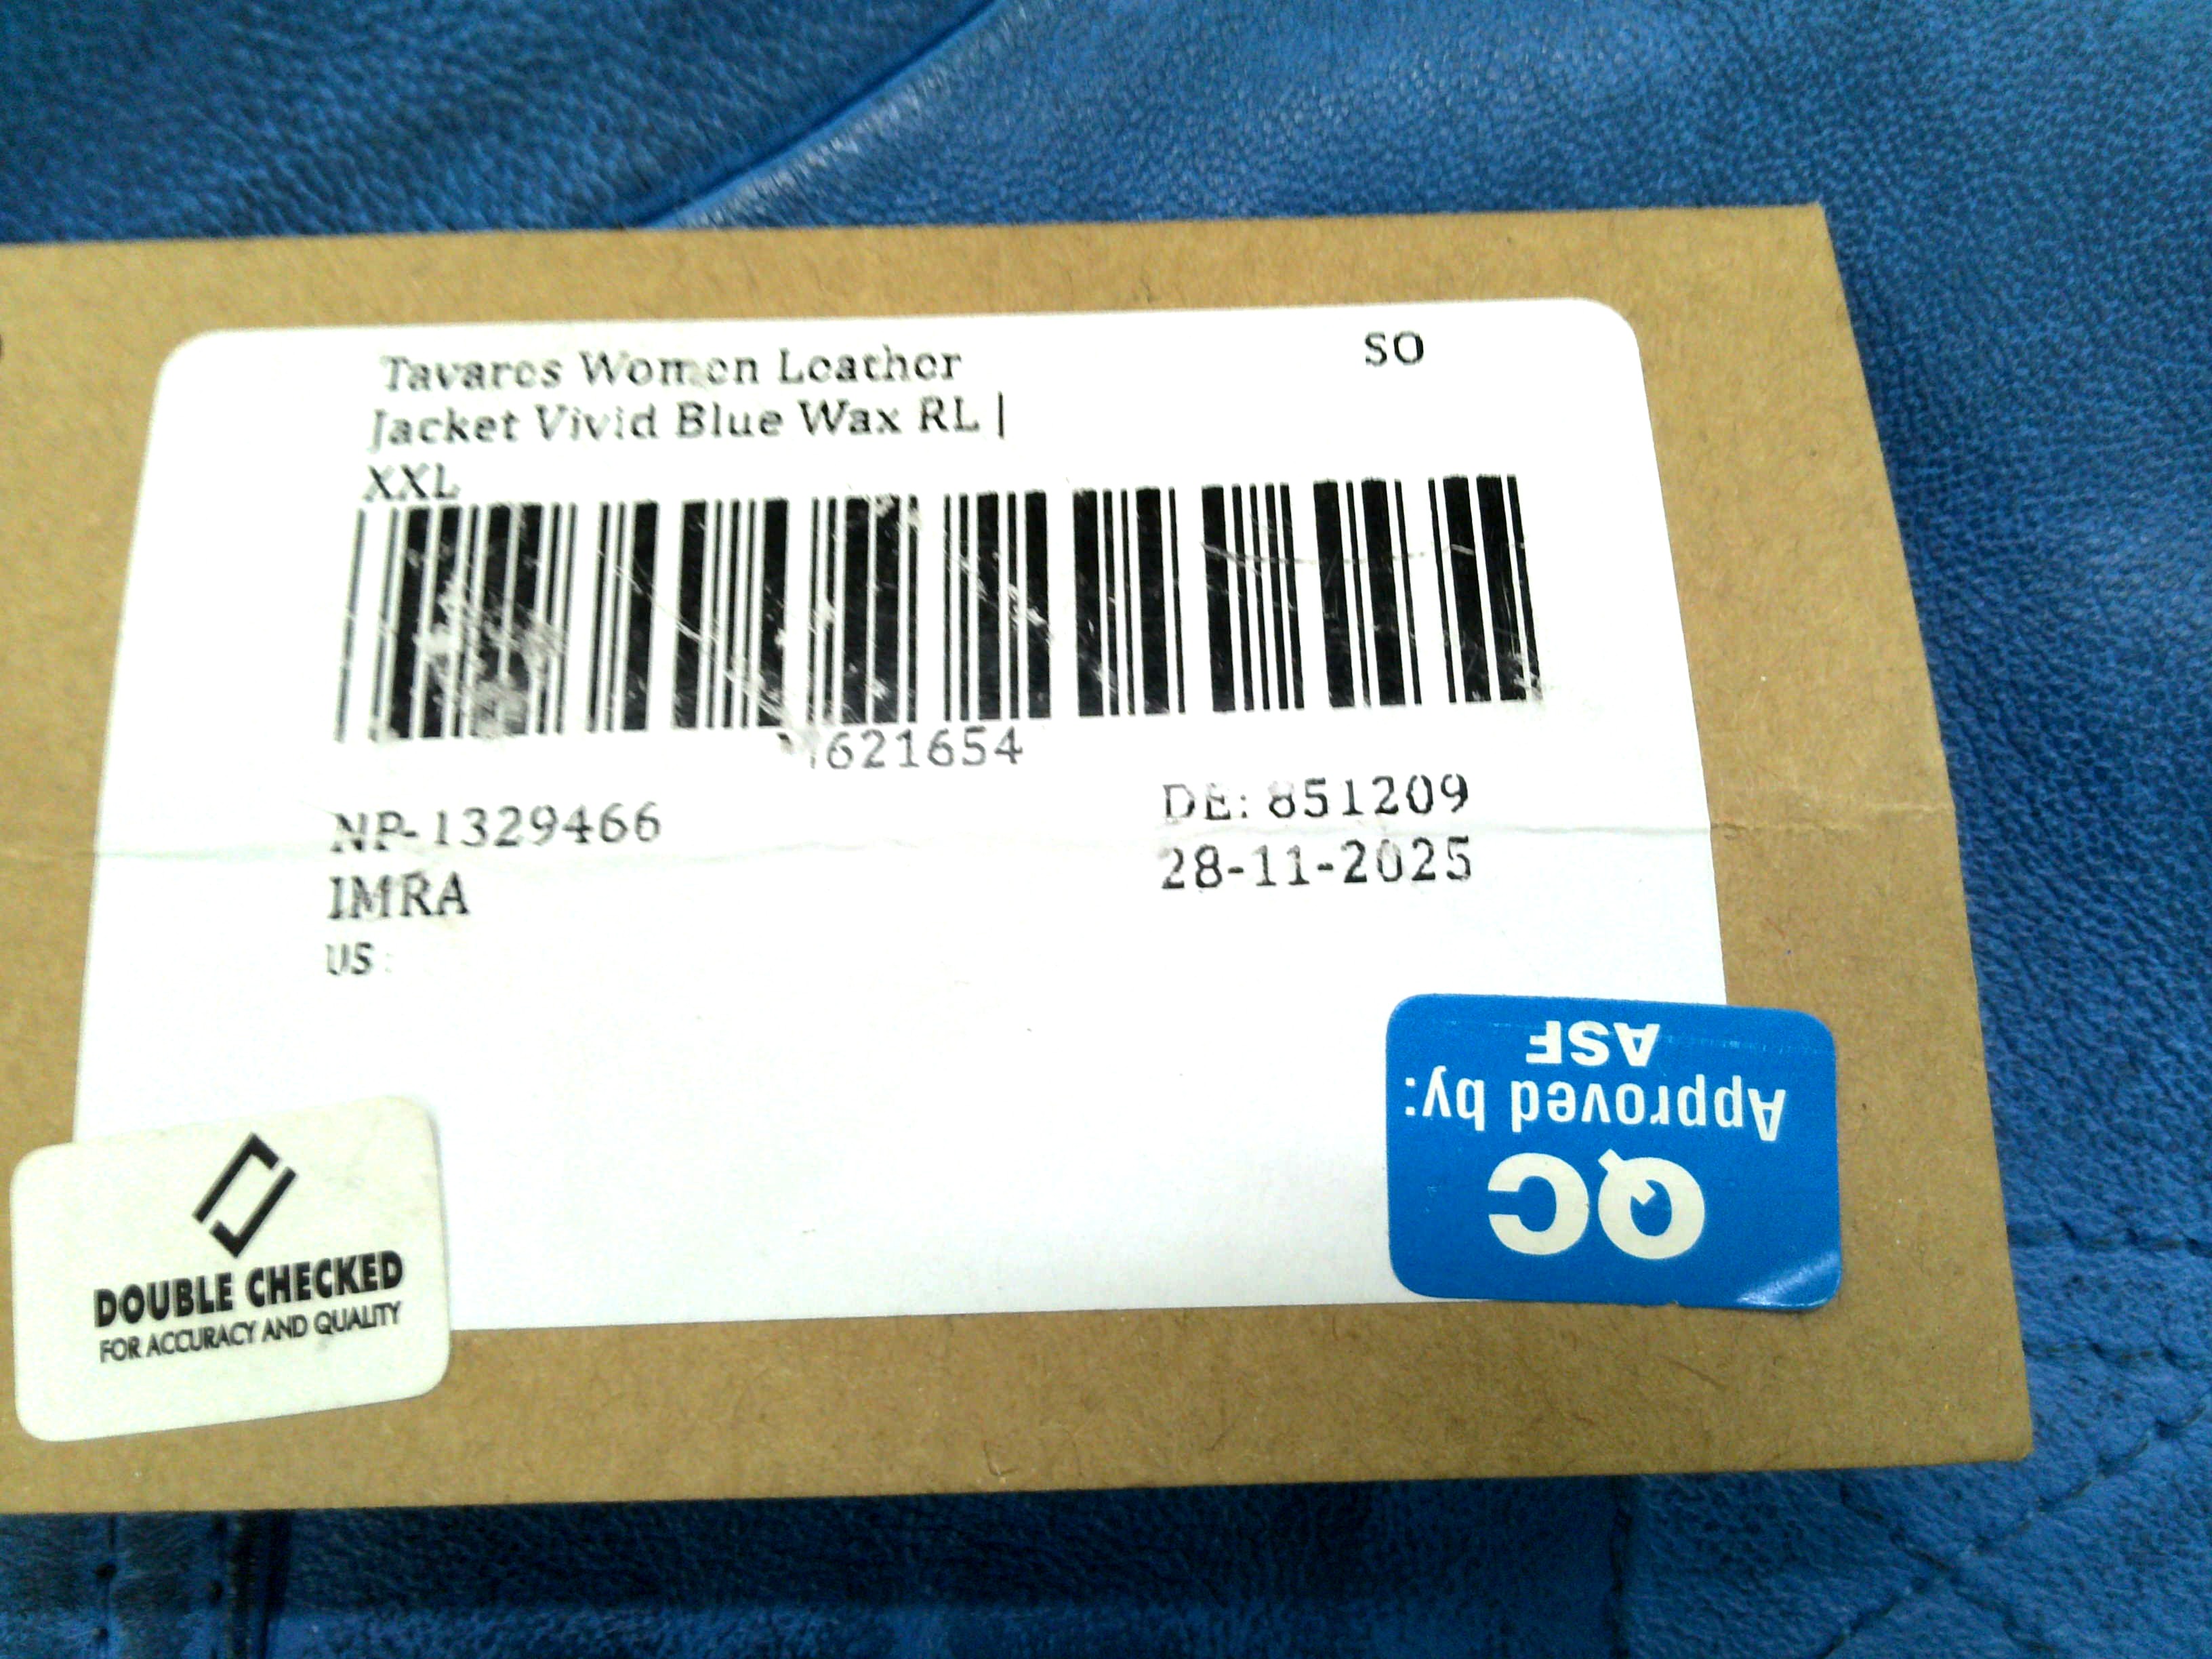 Tavares Women Leather
SO
Jacket Vivid Blue Wax RL |
XXL
621654
NP-1329466
DE: 851209
IMRA
28-11-2025
US :
QC
Approved by:
ASF
DOUBLE CHECKED
FOR ACCURACY AND QUALITY